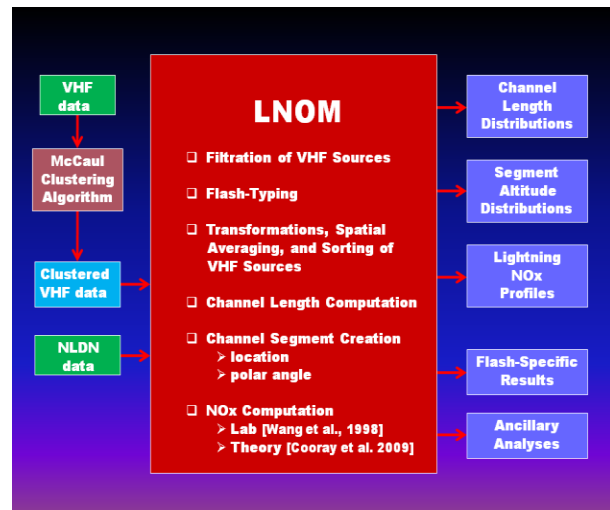 VHF
data
McCaul
Clustering
Algorithm
Clustered
VHF data
NLDN
data
LNOM
Filtration of VHF Sources
Flash-Typing
Transformations, Spatial
Averaging, and Sorting of
VHF Sources
Channel Length Computation
Channel Segment Creation
location
polar angle
NOx Computation
Lab [Wang et al., 1998]
Theory [Cooray et al. 2009]
Channel
Length
Distributions
Segment
Altitude
Distributions
Lightning
NOx
Profiles
Flash-Specific
Results
Ancillary
Analyses